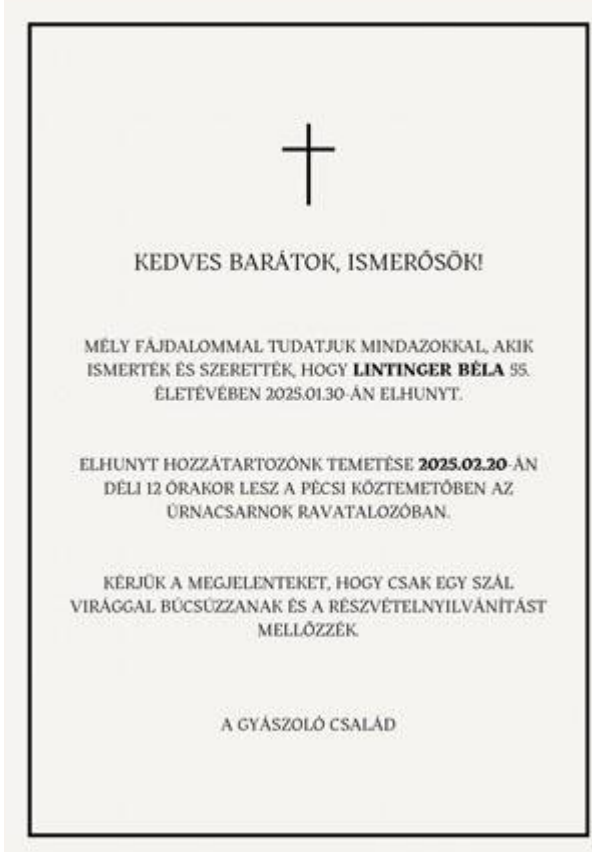 KEDVES BARÁTOK, ISMERŐSÖK!
MÉLY FÁJDALOMMAL TUDATJUK MINDAZOKKAL, AKIK
ISMERTÉK ÉS SZERETTÉK, HOGY LINTINGER BÉLA 55.
ÉLETÉVÉBEN 2025.01.30-ÁN ELHUNYT.
ELHUNYT HOZZÁTARTOZÓNK TEMETÉSE 2025.02.20-ÁN
DÉLI 12 ÓRAKOR LESZ A PÉCSI KÖZTEMETŐBEN AZ
ÚRNACSARNOK RAVATALOZÓBAN.
KÉRJÜK A MEGJELENTEKET, HOGY CSAK EGY SZÁL
VIRÁGGAL BÚCSÚZZANAK ÉS A RÉSZVÉTELNYILVÁNÍTÁST
MELLŐZZÉK.
A GYÁSZOLÓ CSALÁD